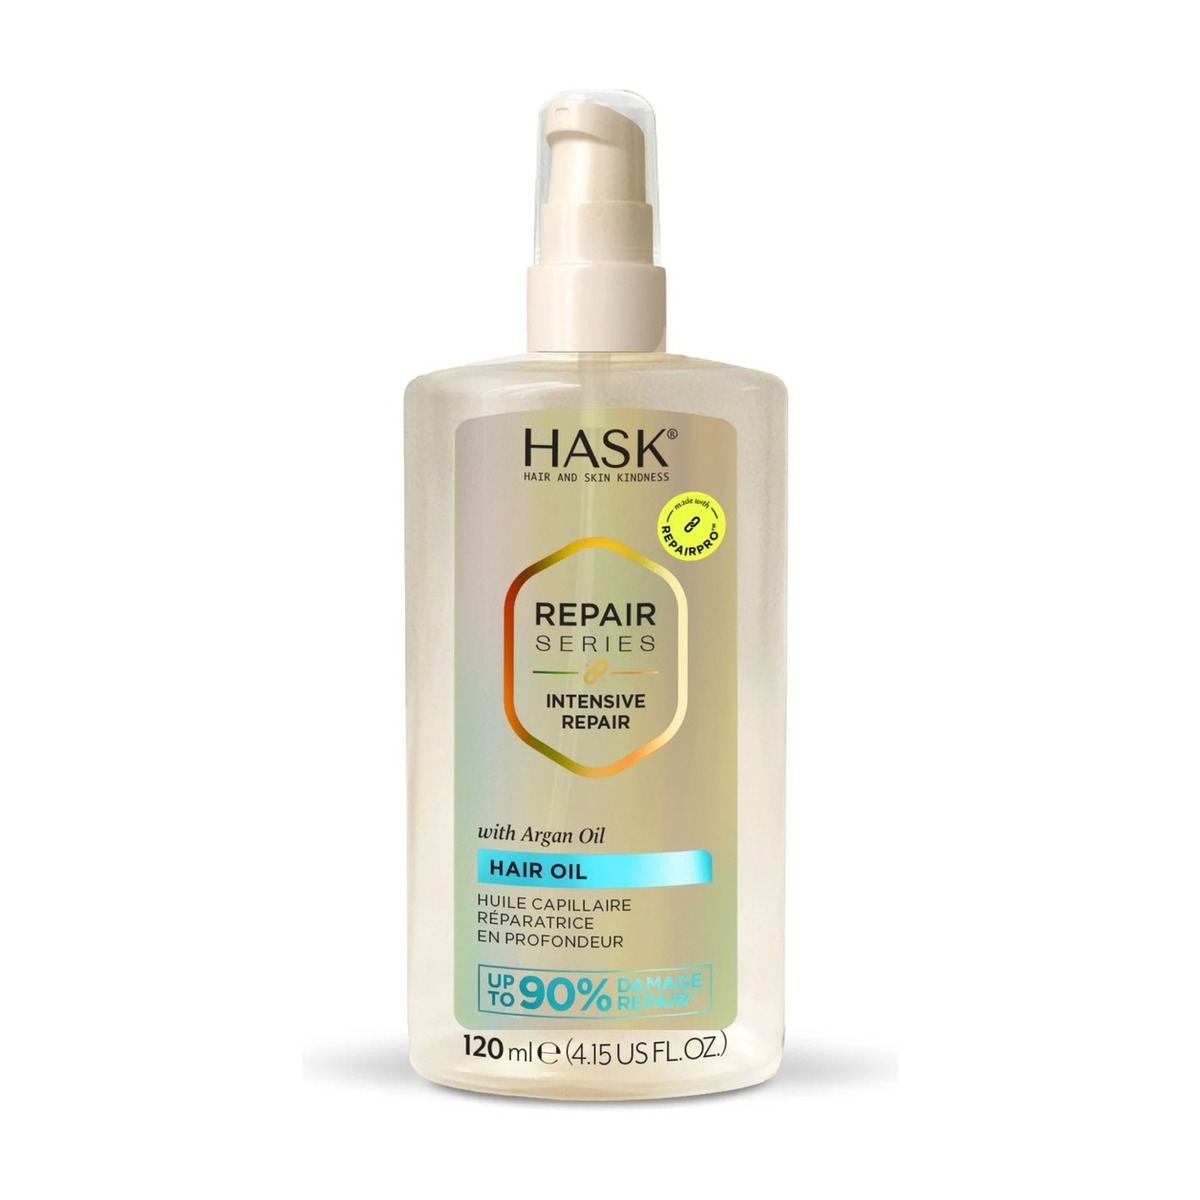 HASK®
HAIR AND SKIN KINDNESS
made with
REPAIRPRO™
REPAIR
SERIES
INTENSIVE
REPAIR
with Argan Oil
HAIR OIL
HUILE CAPILLAIRE
RÉPARATRICE
EN PROFONDEUR
UP TO 90% DAMAGE REPAIR
120 ml e (4.15 US FL. OZ.)